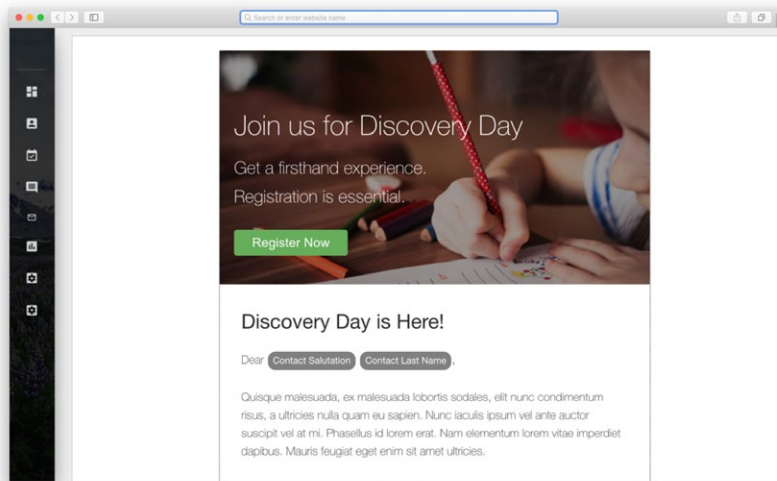 Search or enter website name
Join us for Discovery Day
Get a firsthand experience.
Registration is essential.
Register Now
Discovery Day is Here!
Dear Contact Salutation Contact Last Name ,
Quisque malesuada, ex malesuada lobortis sodales, elit nunc condimentum
risus, a ultricies nulla quam eu sapien. Nunc iaculis ipsum vel ante auctor
suscipit vel at mi. Phasellus id lorem erat. Nam elementum lorem vitae imperdiet
dapibus. Mauris feugiat eget enim sit amet ultricies.